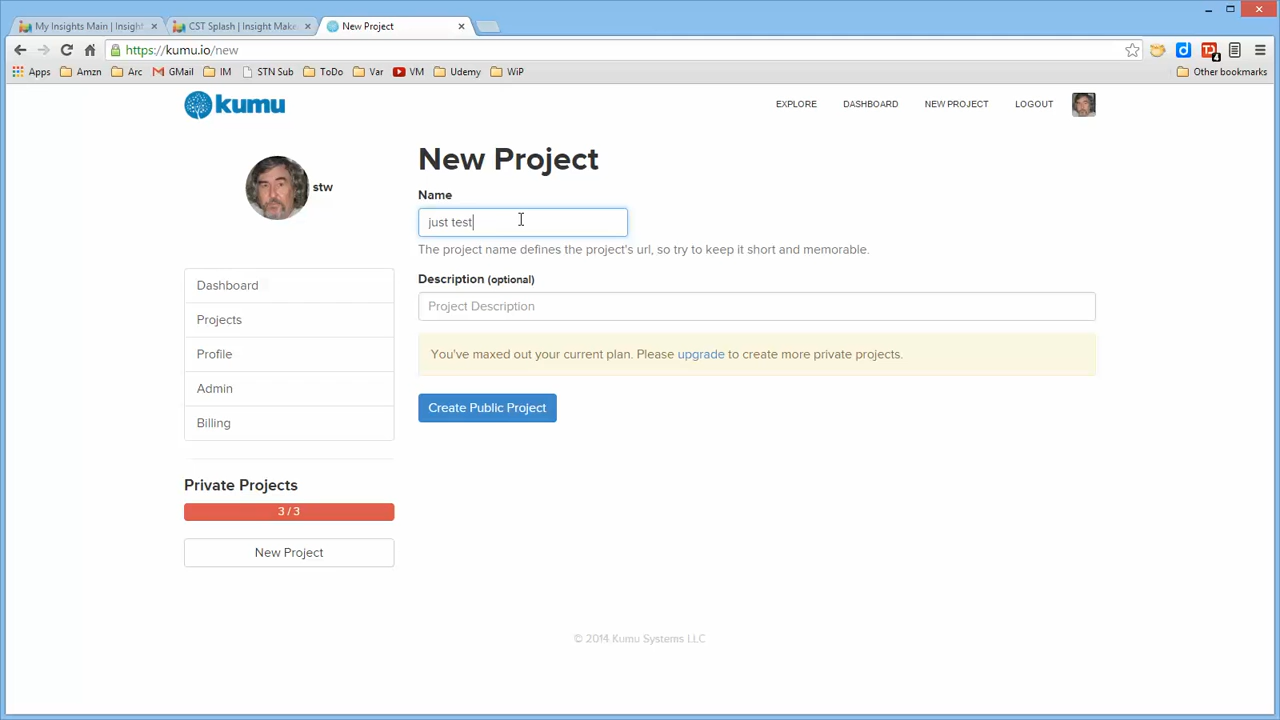 My Insights Main | Insight
CST Splash | Insight Make
New Project
https://kumu.io/new
4
Apps
Amzn
Arc
GMail
IM
STN Sub
ToDo
Var
VM
Udemy
WiP
Other bookmarks
kumu
EXPLORE
DASHBOARD
NEW PROJECT
LOGOUT
stw
New Project
Name
just test
The project name defines the project's url, so try to keep it short and memorable.
Description (optional)
Project Description
You've maxed out your current plan. Please upgrade to create more private projects.
Create Public Project
Dashboard
Projects
Profile
Admin
Billing
Private Projects
3 / 3
New Project
© 2014 Kumu Systems LLC